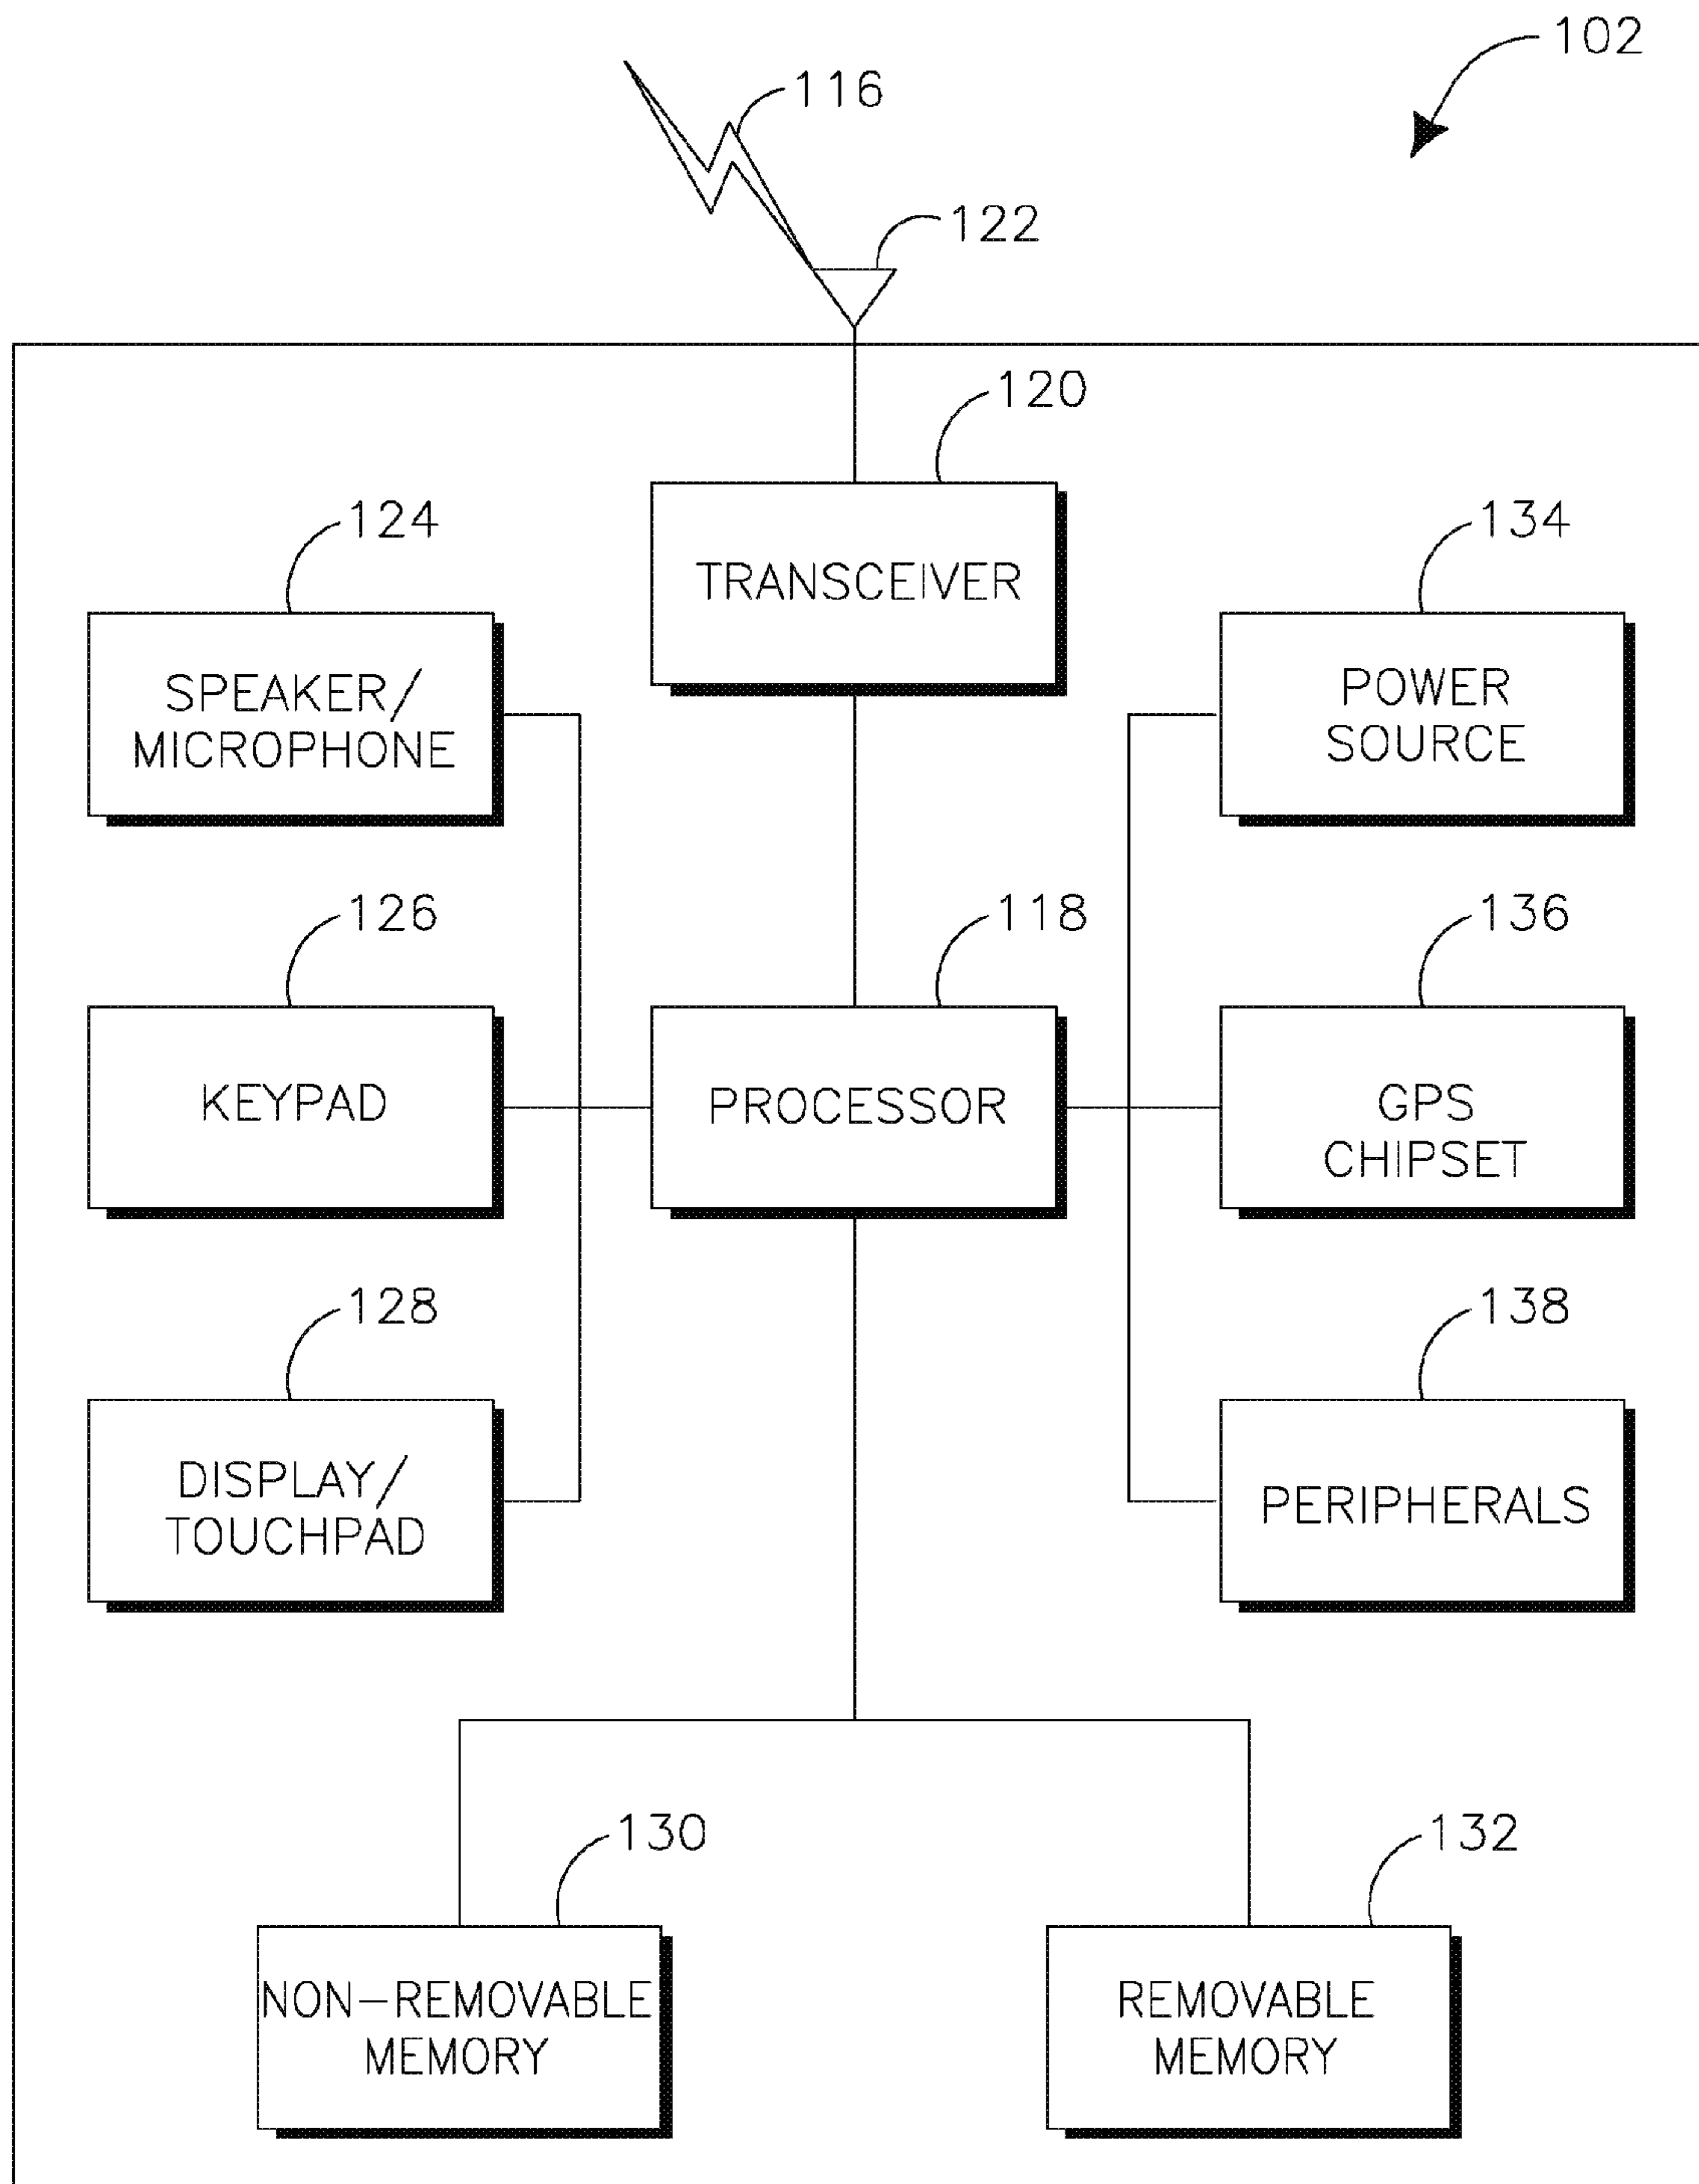 102
116
122
120
TRANSCEIVER
124
SPEAKER/
MICROPHONE
134
POWER
SOURCE
126
KEYPAD
118
PROCESSOR
136
GPS
CHIPSET
128
DISPLAY/
TOUCHPAD
138
PERIPHERALS
130
NON-REMOVABLE
MEMORY
132
REMOVABLE
MEMORY